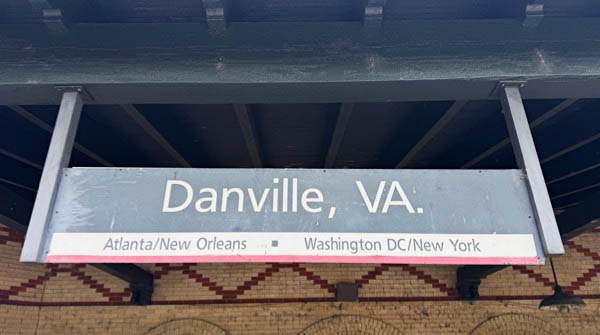 Danville, VA.
Atlanta/New Orleans ▪ Washington DC/New York